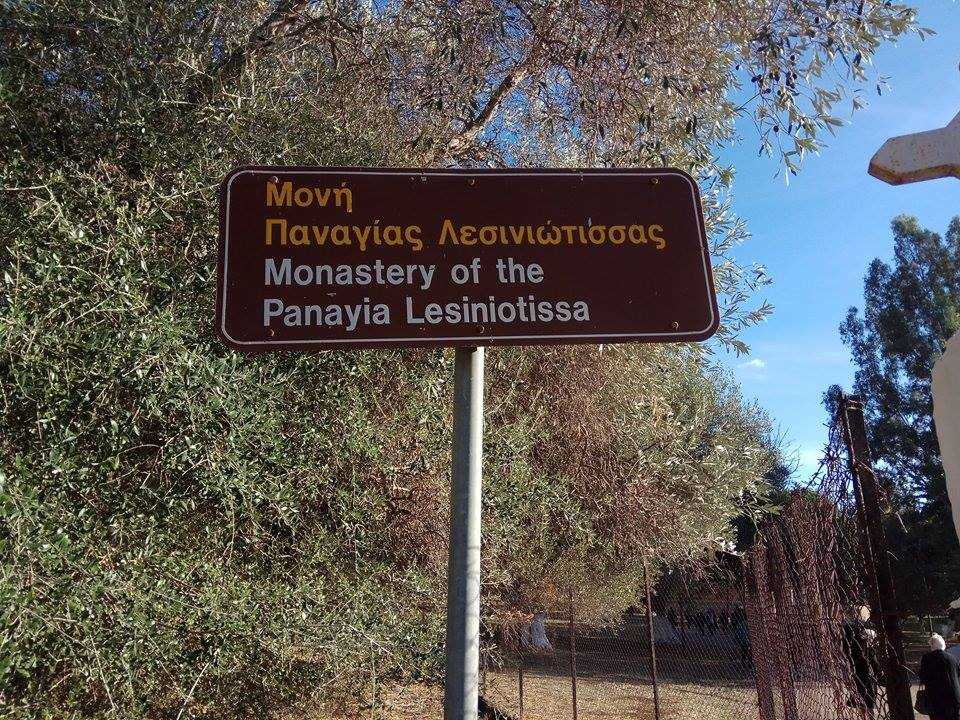 Μονή
Παναγίας Λεσινιώτισσας
Monastery of the
Panayia Lesiniotissa